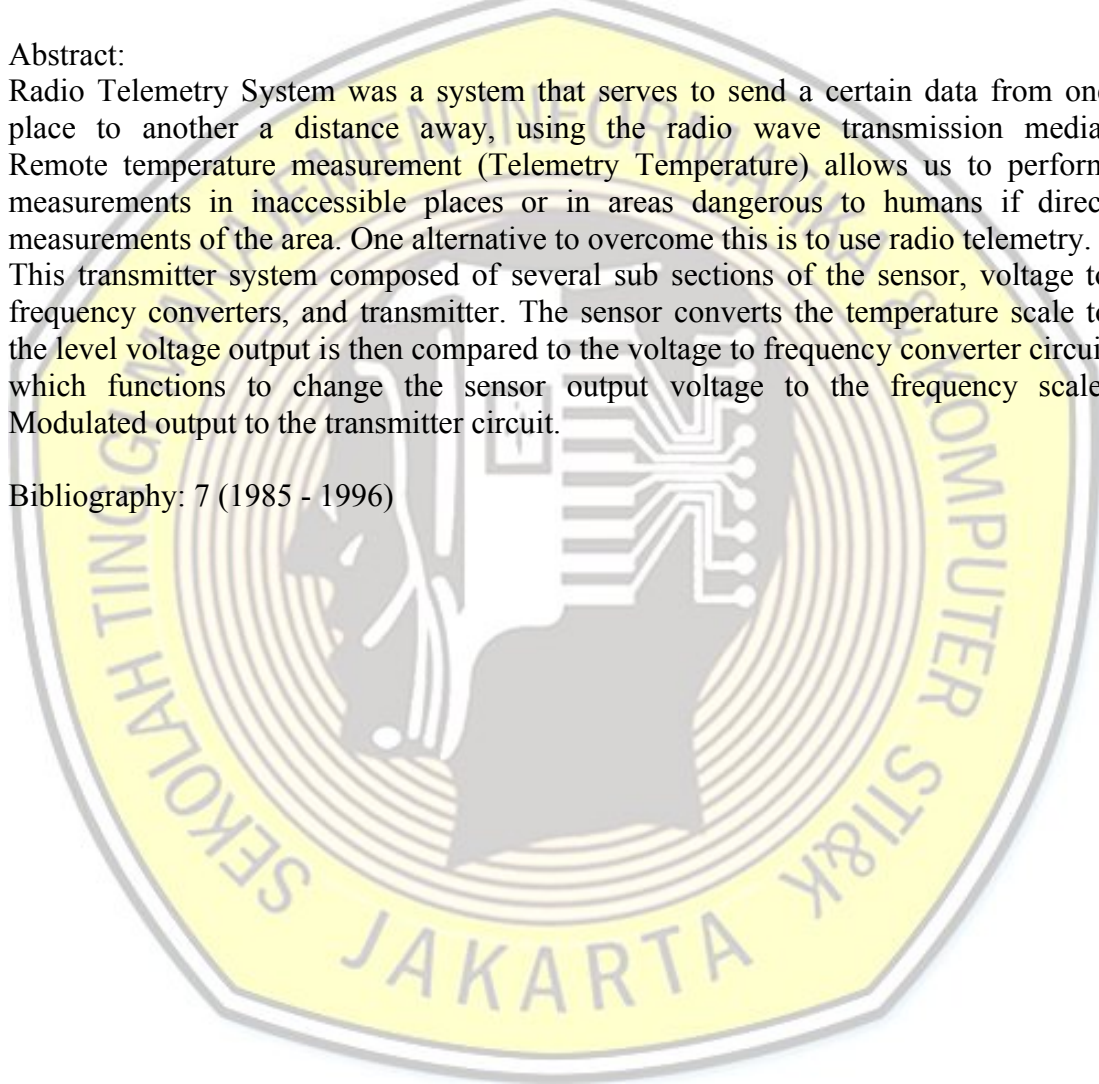 Abstract:
Radio Telemetry System was a system that serves to send a certain data from one
place to another a distance away, using the radio wave transmission media
Remote temperature measurement (Telemetry Temperature) allows us to perform
measurements in inaccessible places or in areas dangerous to humans if direc
measurements of the area. One alternative to overcome this is to use radio telemetry.
This transmitter system composed of several sub sections of the sensor, voltage to
frequency converters, and transmitter. The sensor converts the temperature scale to
the level voltage output is then compared to the voltage to frequency converter circui
which functions to change the sensor output voltage to the frequency scale
Modulated output to the transmitter circuit.
Bibliography: 7 (1985 - 1996)
SEKOLAH TINGGI MANAJEMEN INFORMATIKA & KOMPUTER STI&K
JAKARTA